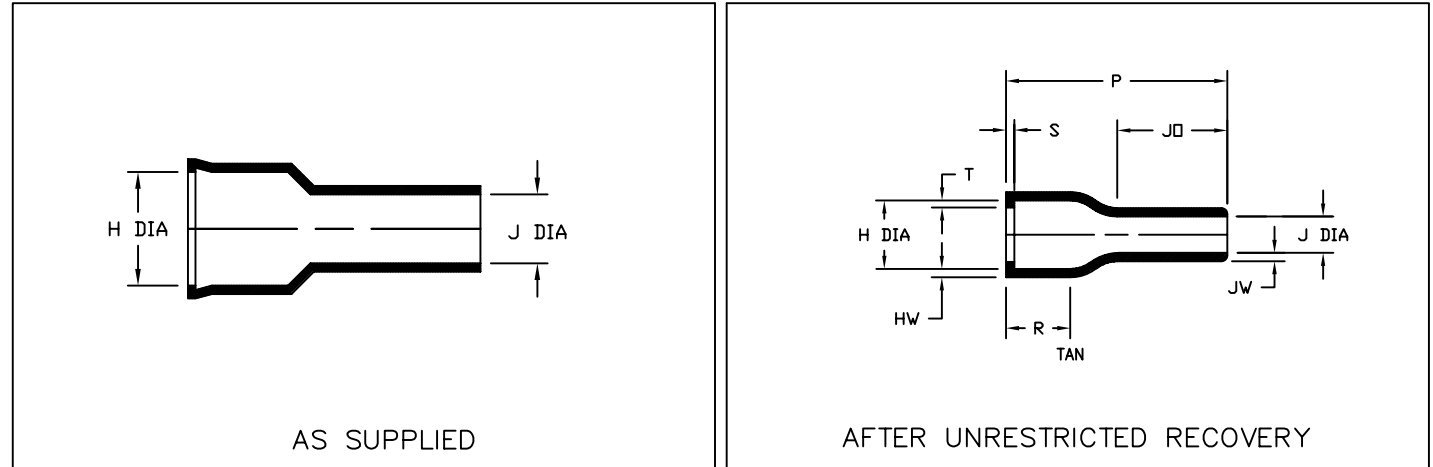 H DIA
J DIA
AS SUPPLIED
P
S
JO
T
H DIA
J DIA
HW
R
JW
TAN
AFTER UNRESTRICTED RECOVERY